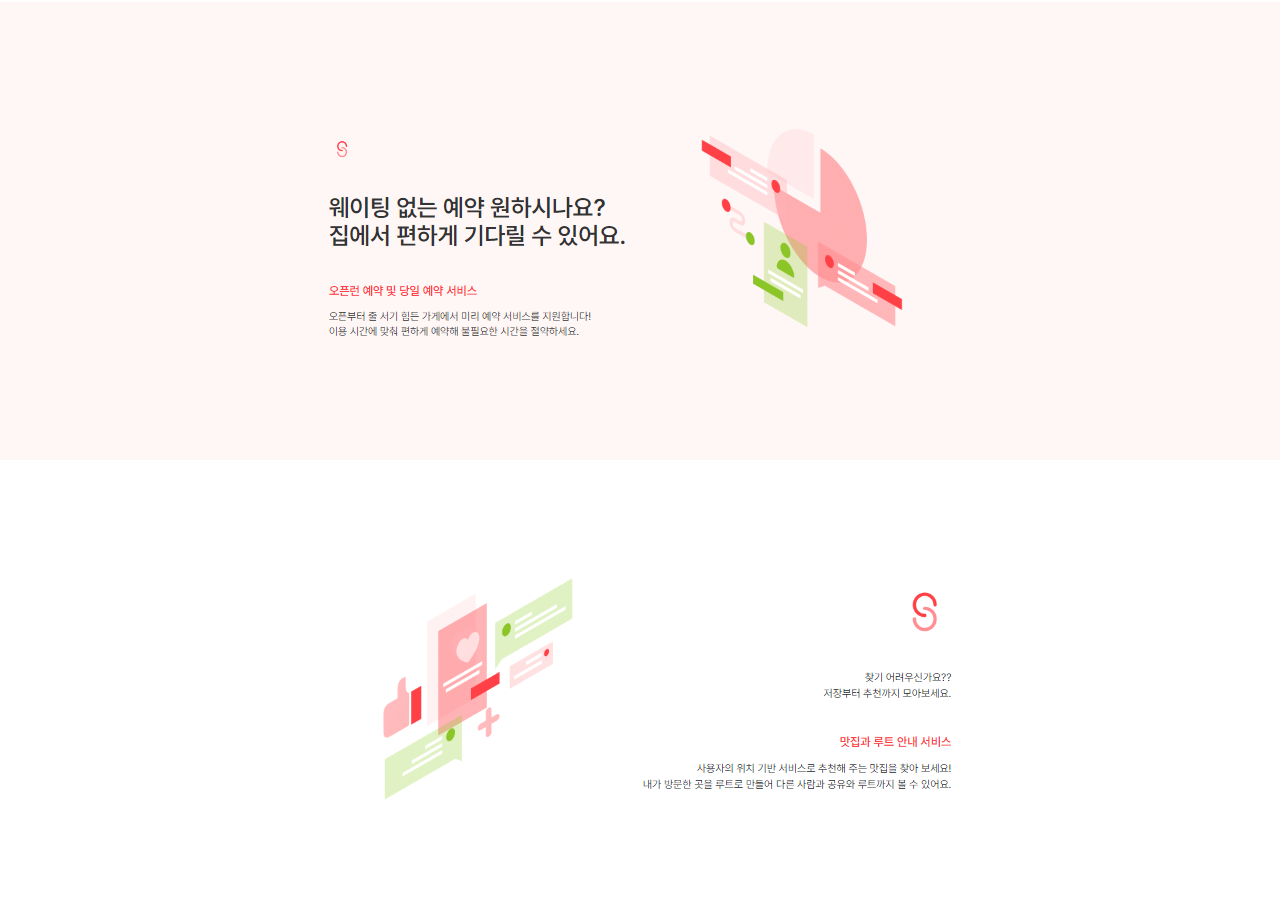 웨이팅 없는 예약 원하시나요?
집에서 편하게 기다릴 수 있어요.
오픈런 예약 및 당일 예약 서비스
오픈부터 줄 서기 힘든 가게에서 미리 예약 서비스를 지원합니다!
이용 시간에 맞춰 편하게 예약해 불필요한 시간을 절약하세요.
찾기 어려우신가요??
저장부터 추천까지 모아보세요.
맛집과 루트 안내 서비스
사용자의 위치 기반 서비스로 추천해 주는 맛집을 찾아 보세요!
내가 방문한 곳을 루트로 만들어 다른 사람과 공유와 루트까지 볼 수 있어요.